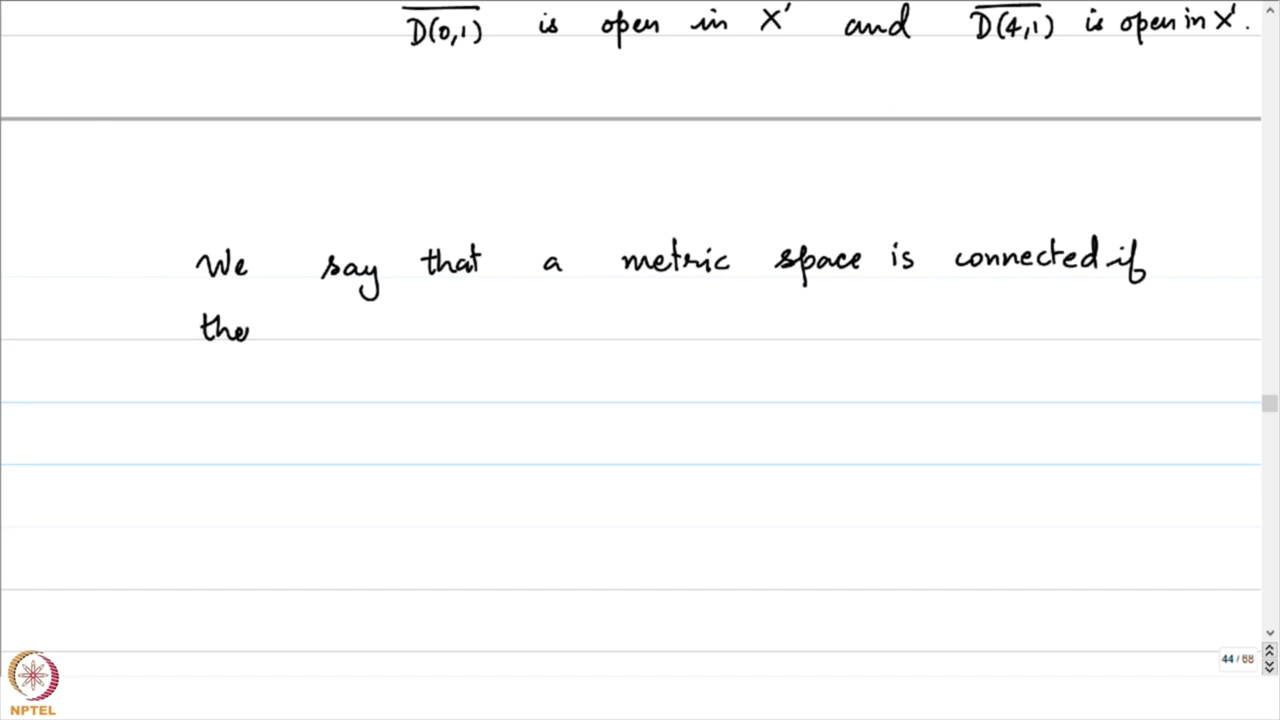 D(0,1) is open in X' and D(4,1) is open in X'.
We say that a metric space is connected if
the
44 / 68
NPTEL